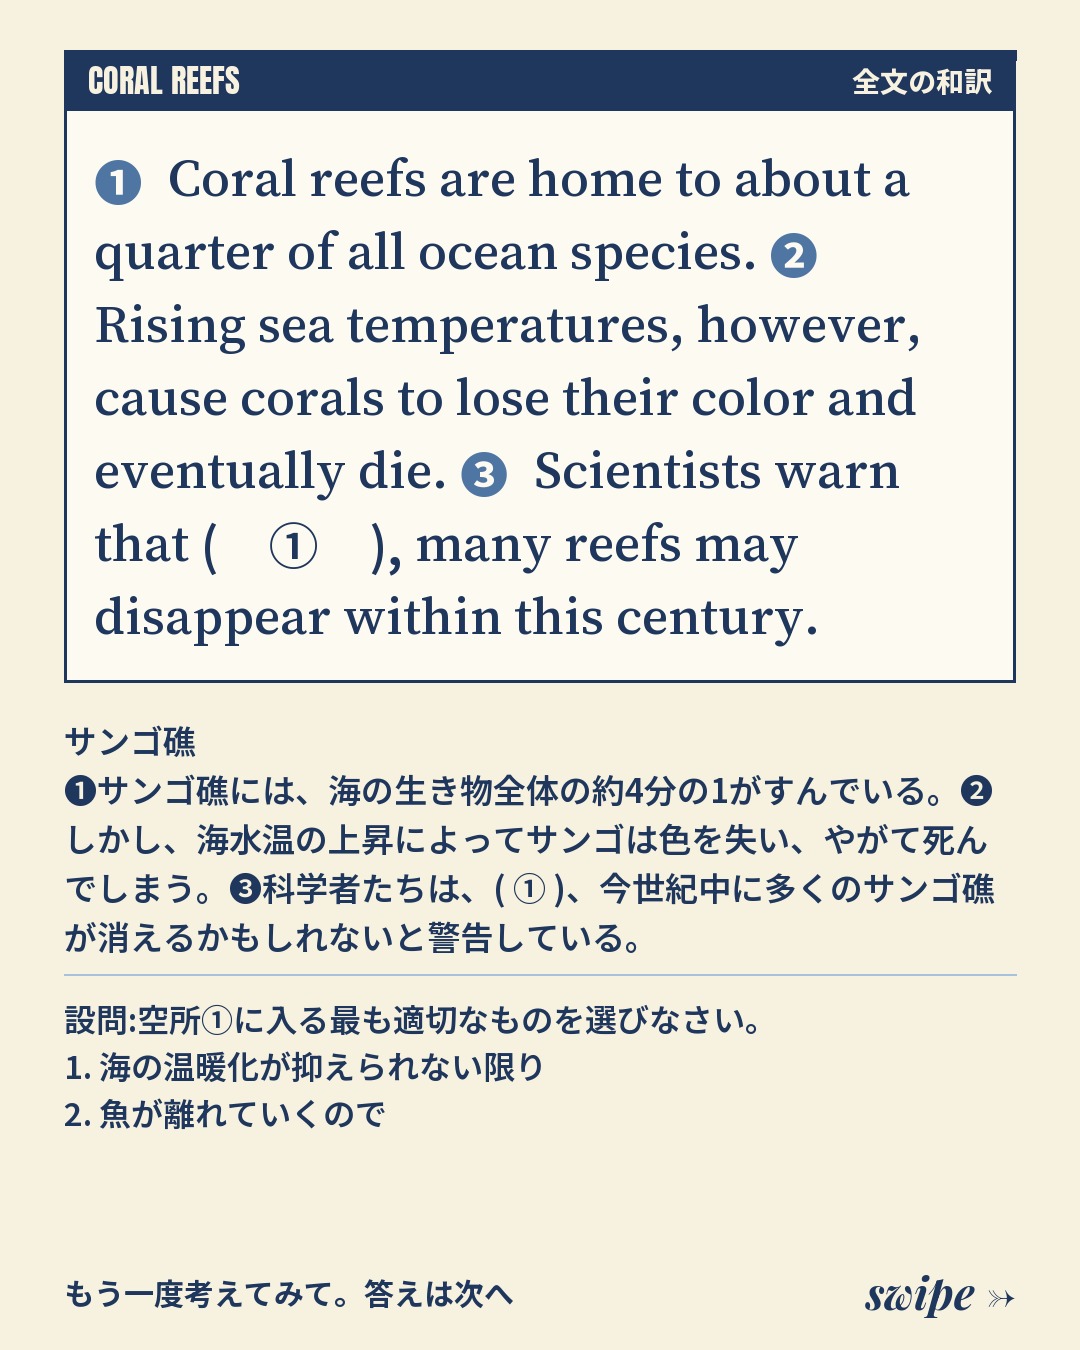 CORAL REEFS
全文の和訳
❶ Coral reefs are home to about a
quarter of all ocean species. ❷
Rising sea temperatures, however,
cause corals to lose their color and
eventually die. ❸ Scientists warn
that ( ① ), many reefs may
disappear within this century.
サンゴ礁
❶サンゴ礁には、海の生き物全体の約4分の1がすんでいる。❷
しかし、海水温の上昇によってサンゴは色を失い、やがて死ん
でしまう。❸科学者たちは、( ① )、今世紀中に多くのサンゴ礁
が消えるかもしれないと警告している。
設問:空所①に入る最も適切なものを選びなさい。
1. 海の温暖化が抑えられない限り
2. 魚が離れていくので
もう一度考えてみて。答えは次へ
swipe